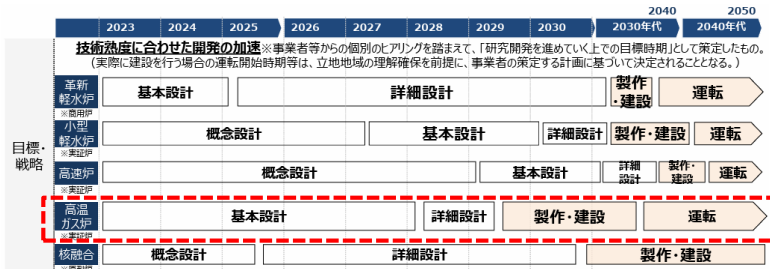 2040 2050
2023 2024 2025 2026 2027 2028 2029 2030 2030年代 2040年代
目標・戦略
技術熟度に合わせた開発の加速※事業者等からの個別のヒアリングを踏まえて、「研究開発を進めていく上での目標時期」として策定したもの。
（実際に建設を行う場合の運転開始時期等は、立地地域の理解確保を前提に、事業者の策定する計画に基づいて決定されることとなる。）
革新
軽水炉
※商用炉
基本設計 詳細設計 製作・建設 運転
小型
軽水炉
※実証炉
概念設計 基本設計 詳細設計 製作・建設 運転
高速炉
※実証炉
概念設計 基本設計 詳細設計 製作・建設 運転
高温
ガス炉
※実証炉
基本設計 詳細設計 製作・建設 運転
核融合
概念設計 詳細設計 製作・建設